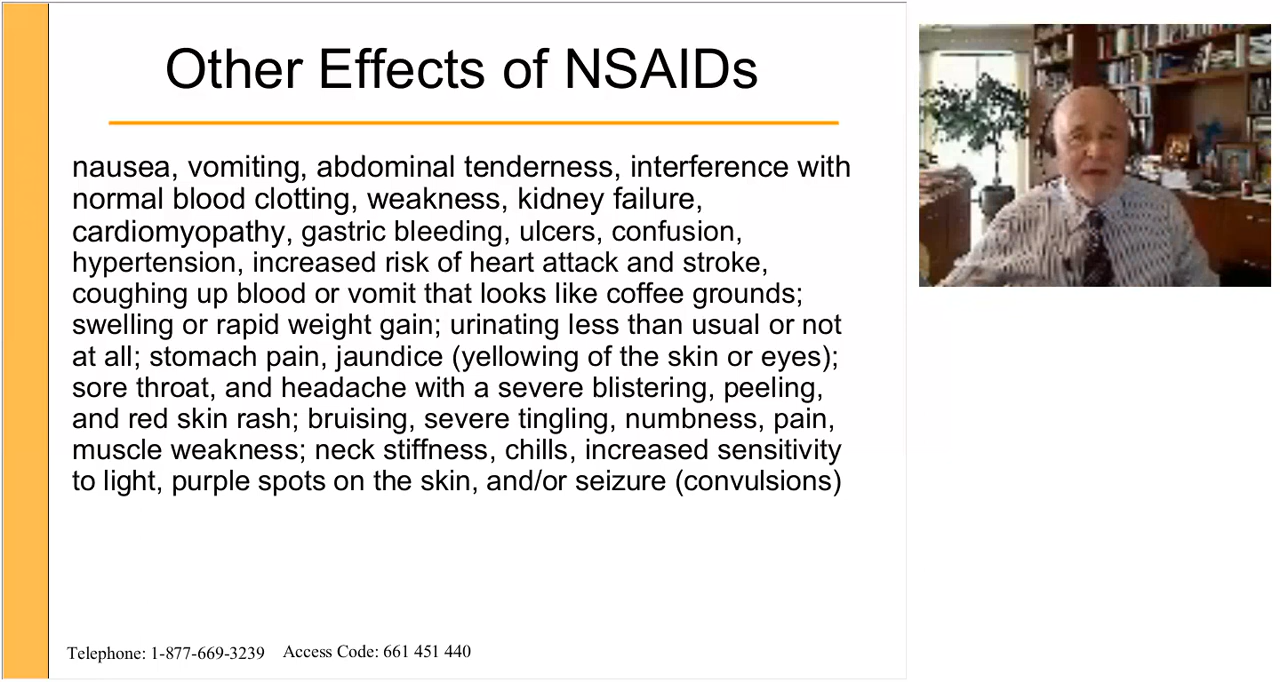 Other Effects of NSAIDs
nausea, vomiting, abdominal tenderness, interference with
normal blood clotting, weakness, kidney failure,
cardiomyopathy, gastric bleeding, ulcers, confusion,
hypertension, increased risk of heart attack and stroke,
coughing up blood or vomit that looks like coffee grounds;
swelling or rapid weight gain; urinating less than usual or not
at all; stomach pain, jaundice (yellowing of the skin or eyes);
sore throat, and headache with a severe blistering, peeling,
and red skin rash; bruising, severe tingling, numbness, pain,
muscle weakness; neck stiffness, chills, increased sensitivity
to light, purple spots on the skin, and/or seizure (convulsions)
Telephone: 1-877-669-3239 Access Code: 661 451 440